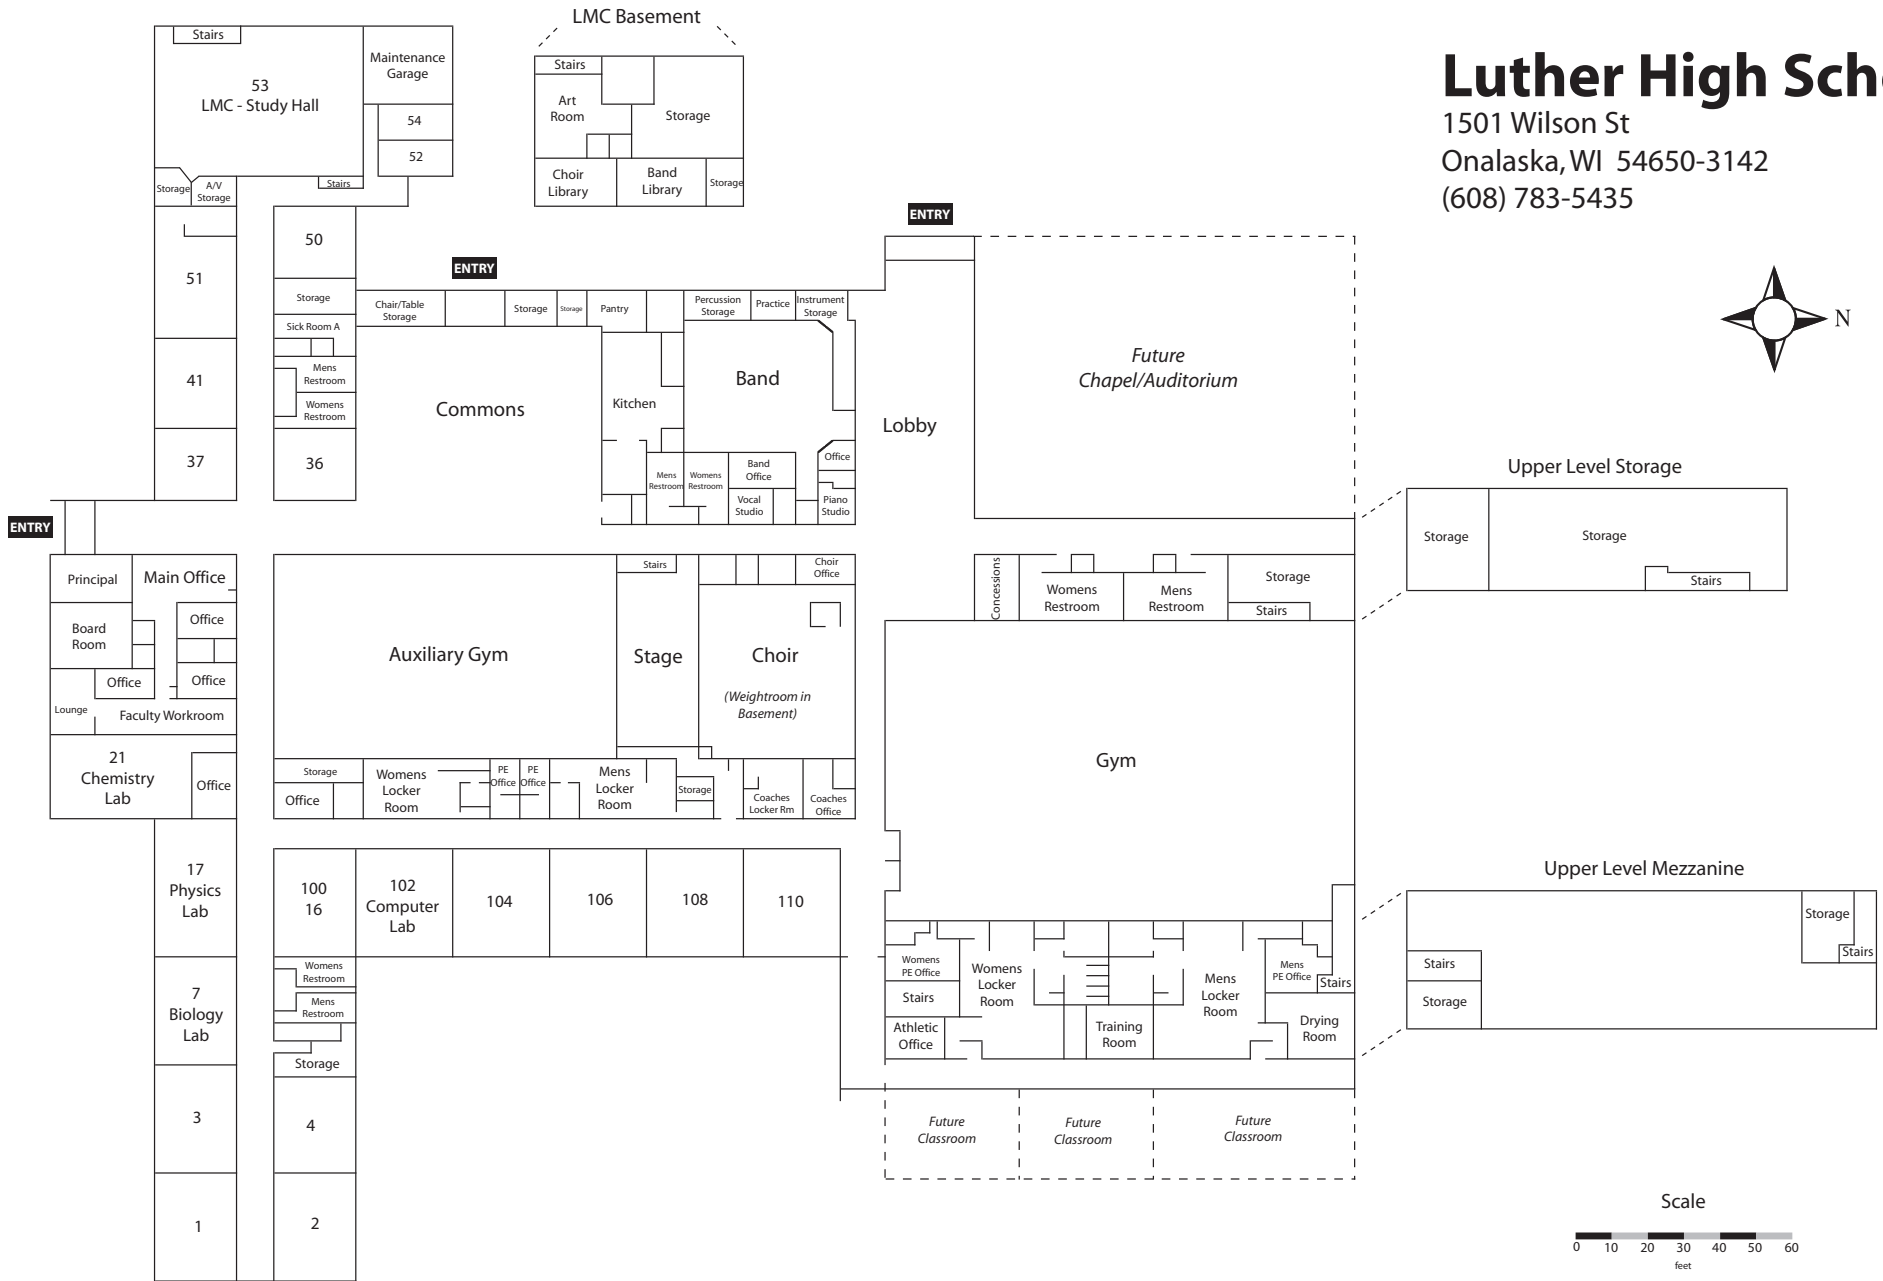 LMC Basement
Luther High Sch
1501 Wilson St
Onalaska, WI 54650-3142
(608) 783-5435
N
Stairs
53
LMC - Study Hall
Maintenance
Garage
54
52
Storage
A/V
Storage
Stairs
Stairs
Art
Room
Storage
Choir
Library
Band
Library
Storage
ENTRY
ENTRY
ENTRY
51
50
Storage
Sick Room A
41
Mens
Restroom
Womens
Restroom
37
36
Chair/Table
Storage
Storage
Storage
Pantry
Percussion
Storage
Practice
Instrument
Storage
Commons
Kitchen
Band
Lobby
Mens
Restroom
Womens
Restroom
Band
Office
Vocal
Studio
Office
Piano
Studio
Future
Chapel/Auditorium
Upper Level Storage
Storage
Storage
Stairs
Principal
Main Office
Board
Room
Office
Office
Office
Lounge
Faculty Workroom
21
Chemistry
Lab
Office
Auxiliary Gym
Stairs
Stage
Choir
Office
Choir
(Weightroom in
Basement)
Storage
Office
Womens
Locker
Room
PE
Office
PE
Office
Mens
Locker
Room
Storage
Coaches
Locker Rm
Coaches
Office
Concessions
Womens
Restroom
Mens
Restroom
Storage
Stairs
Gym
17
Physics
Lab
100
16
102
Computer
Lab
104
106
108
110
7
Biology
Lab
Womens
Restroom
Mens
Restroom
Storage
3
4
1
2
Womens
PE Office
Stairs
Athletic
Office
Womens
Locker
Room
Training
Room
Mens
Locker
Room
Mens
PE Office
Stairs
Drying
Room
Future
Classroom
Future
Classroom
Future
Classroom
Upper Level Mezzanine
Storage
Stairs
Stairs
Storage
Scale
0 10 20 30 40 50 60
feet